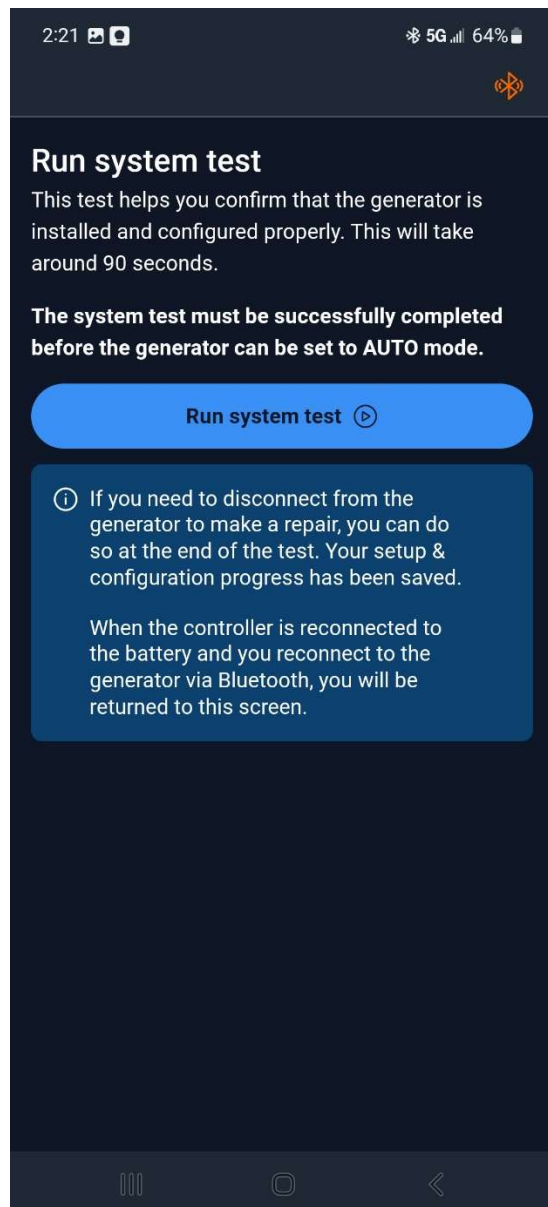 2:21 5G 64%
Run system test
This test helps you confirm that the generator is
installed and configured properly. This will take
around 90 seconds.
The system test must be successfully completed
before the generator can be set to AUTO mode.
Run system test
If you need to disconnect from the
generator to make a repair, you can do
so at the end of the test. Your setup &
configuration progress has been saved.
When the controller is reconnected to
the battery and you reconnect to the
generator via Bluetooth, you will be
returned to this screen.